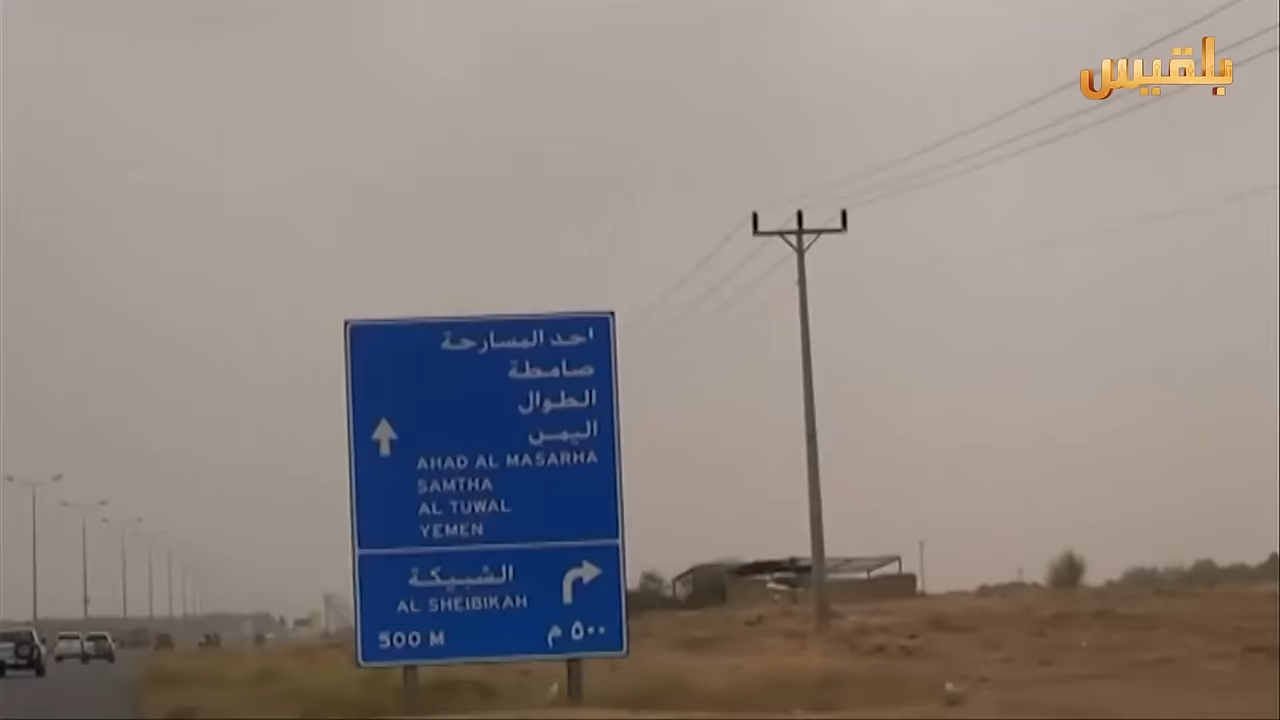 بلقيس
احد المسارحة
صامطة
الطوال
اليمن
AHAD AL MASARHA
SAMTHA
AL TUWAL
YEMEN
الشبيكة
AL SHEIBIKAH
500 M
٥٠٠ م